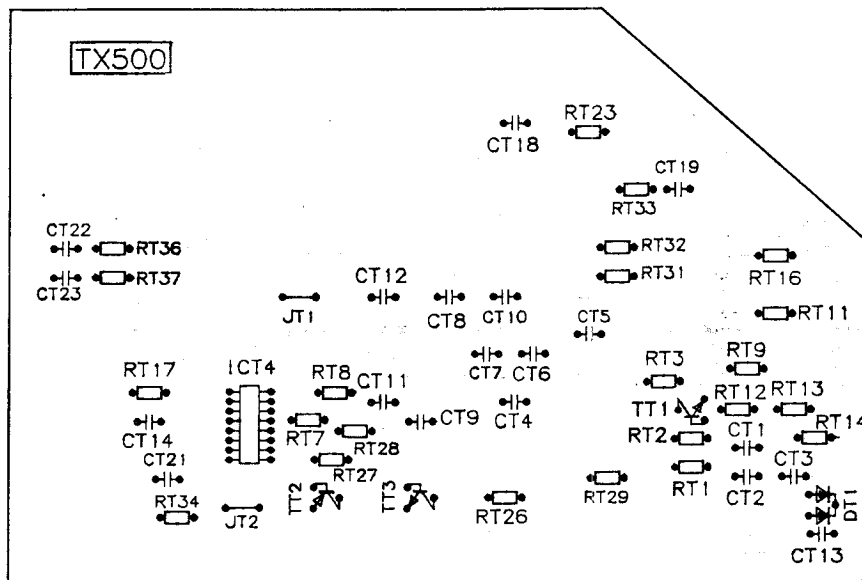 TX500
RT23
CT18
CT19
RT33
CT22
RT36
RT32
RT37
RT31
CT23
RT16
CT12
JT1
CT8
CT10
CT5
RT11
RT17
ICT4
RT8
CT7
CT6
RT3
RT9
CT11
CT14
RT7
RT28
CT9
CT4
TT1
RT12
RT13
RT2
CT1
RT14
CT21
RT27
CT3
RT34
JT2
TT2
TT3
RT26
RT29
RT1
CT2
DT1
CT13